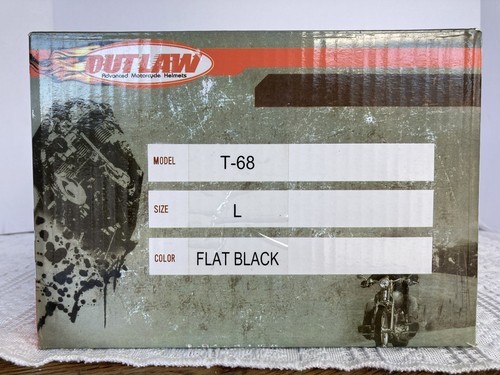 OUTLAW
Advanced Motorcycle Helmets
MODEL T-68
SIZE L
COLOR FLAT BLACK